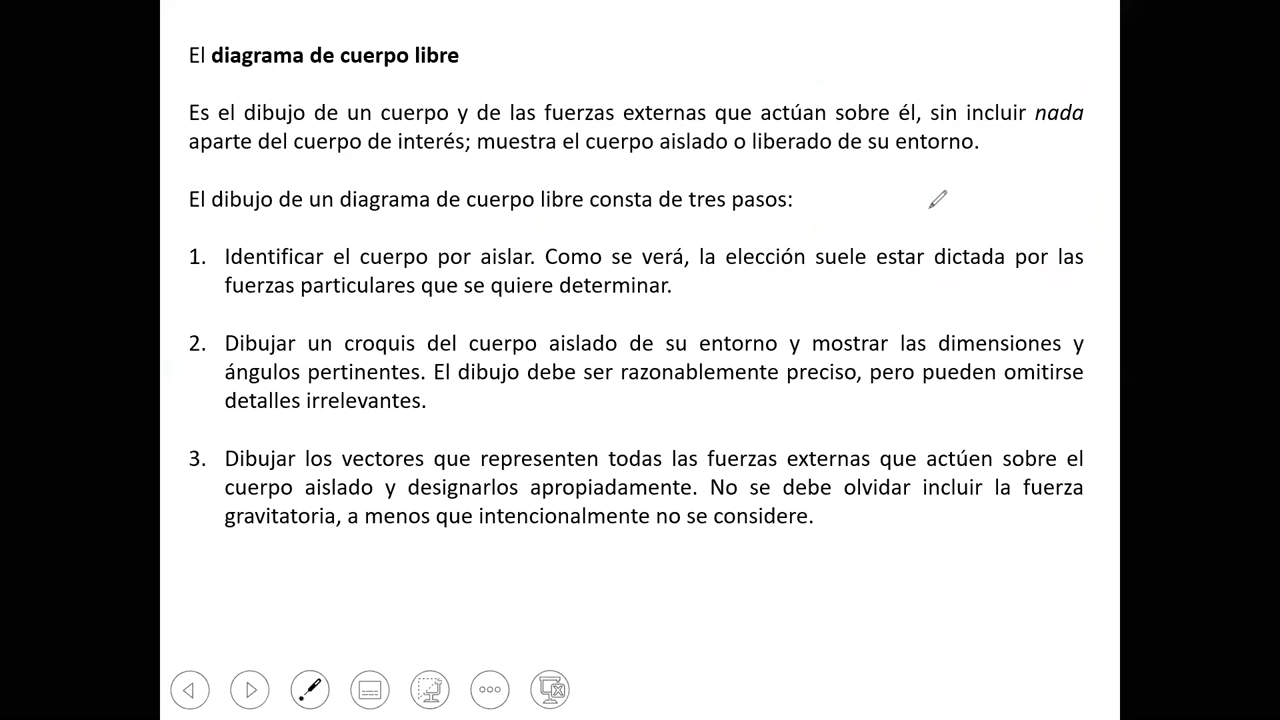 El diagrama de cuerpo libre
Es el dibujo de un cuerpo y de las fuerzas externas que actúan sobre él, sin incluir nada
aparte del cuerpo de interés; muestra el cuerpo aislado o liberado de su entorno.
El dibujo de un diagrama de cuerpo libre consta de tres pasos:
1. Identificar el cuerpo por aislar. Como se verá, la elección suele estar dictada por las
fuerzas particulares que se quiere determinar.
2. Dibujar un croquis del cuerpo aislado de su entorno y mostrar las dimensiones y
ángulos pertinentes. El dibujo debe ser razonablemente preciso, pero pueden omitirse
detalles irrelevantes.
3. Dibujar los vectores que representen todas las fuerzas externas que actúen sobre el
cuerpo aislado y designarlos apropiadamente. No se debe olvidar incluir la fuerza
gravitatoria, a menos que intencionalmente no se considere.